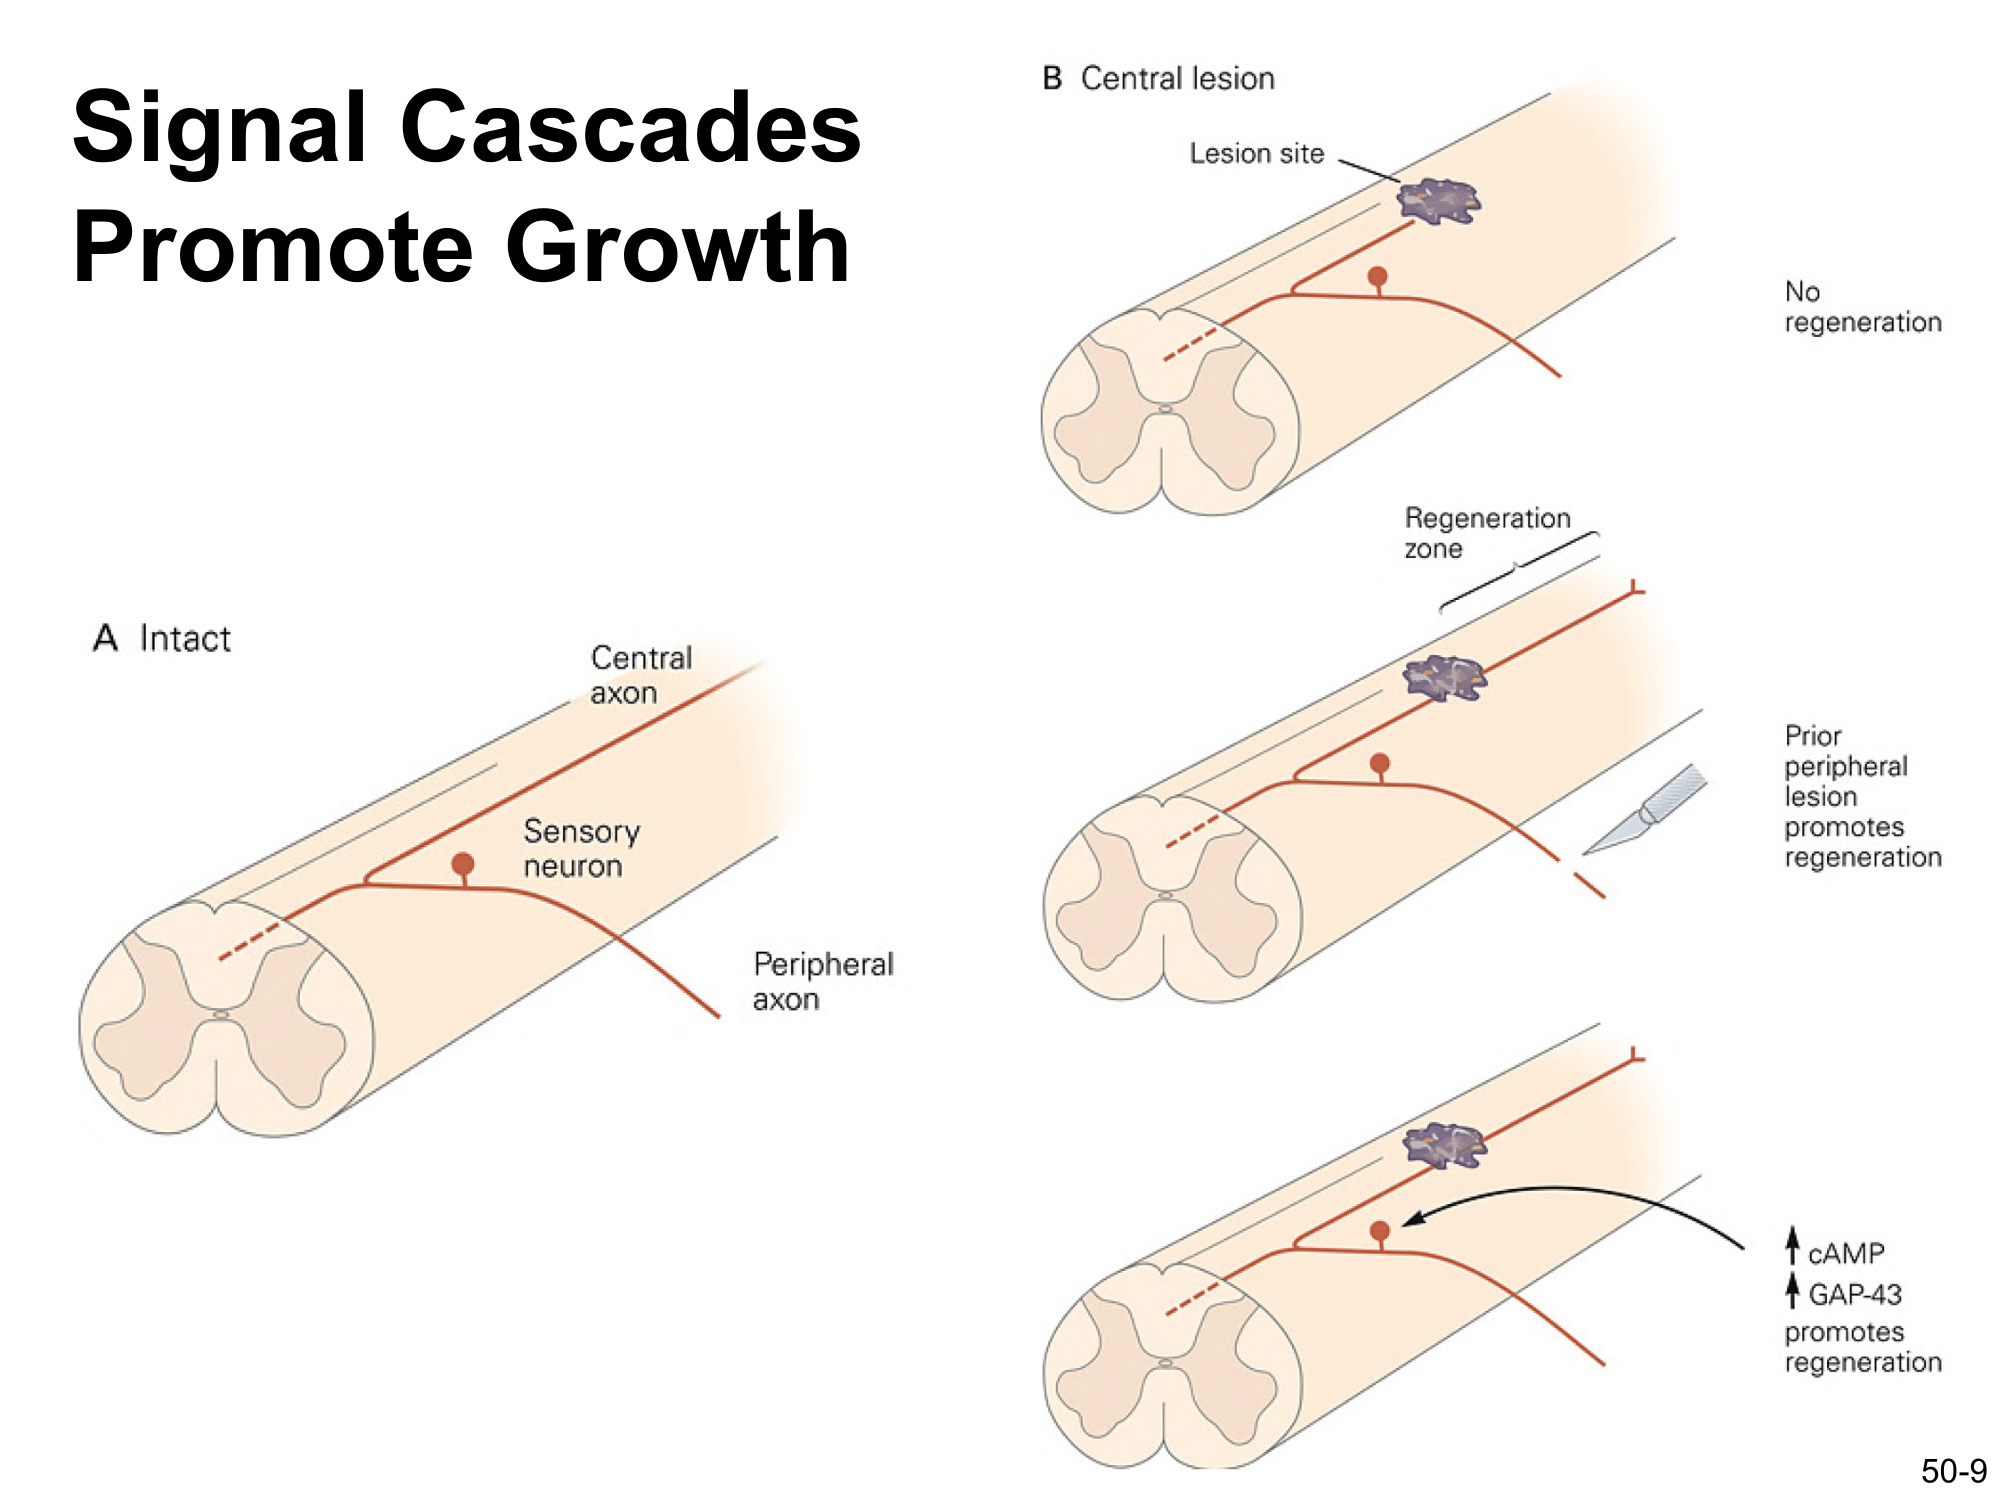 Signal Cascades
Promote Growth
A Intact
Central
axon
Sensory
neuron
Peripheral
axon
B Central lesion
Lesion site
No
regeneration
Regeneration
zone
Prior
peripheral
lesion
promotes
regeneration
cAMP
GAP-43
promotes
regeneration
50-9